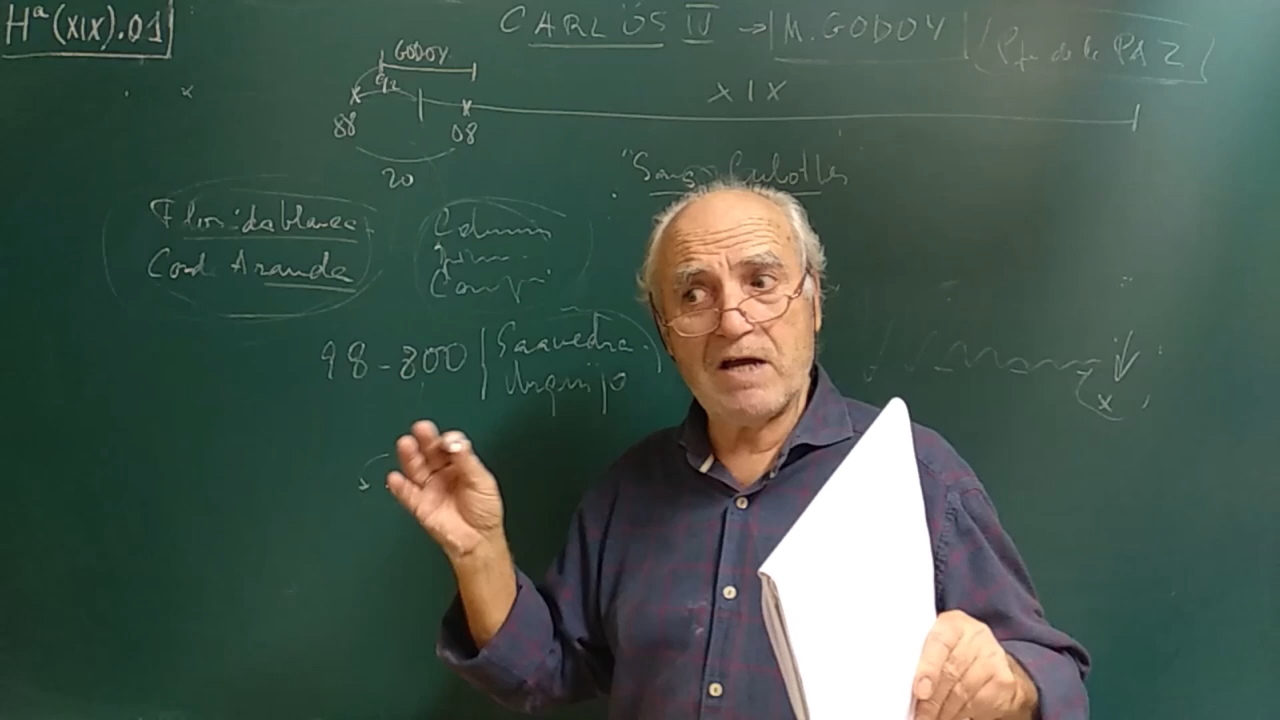 Hª(XIX).01
CARLOS IV → M. GODOY (Pʳ de la PAZ)
GODOY
92
XIX
88 08
20
"Sans Culottes
Floridablanca
Cond Aranda
98-800 Saavedra
Urquijo